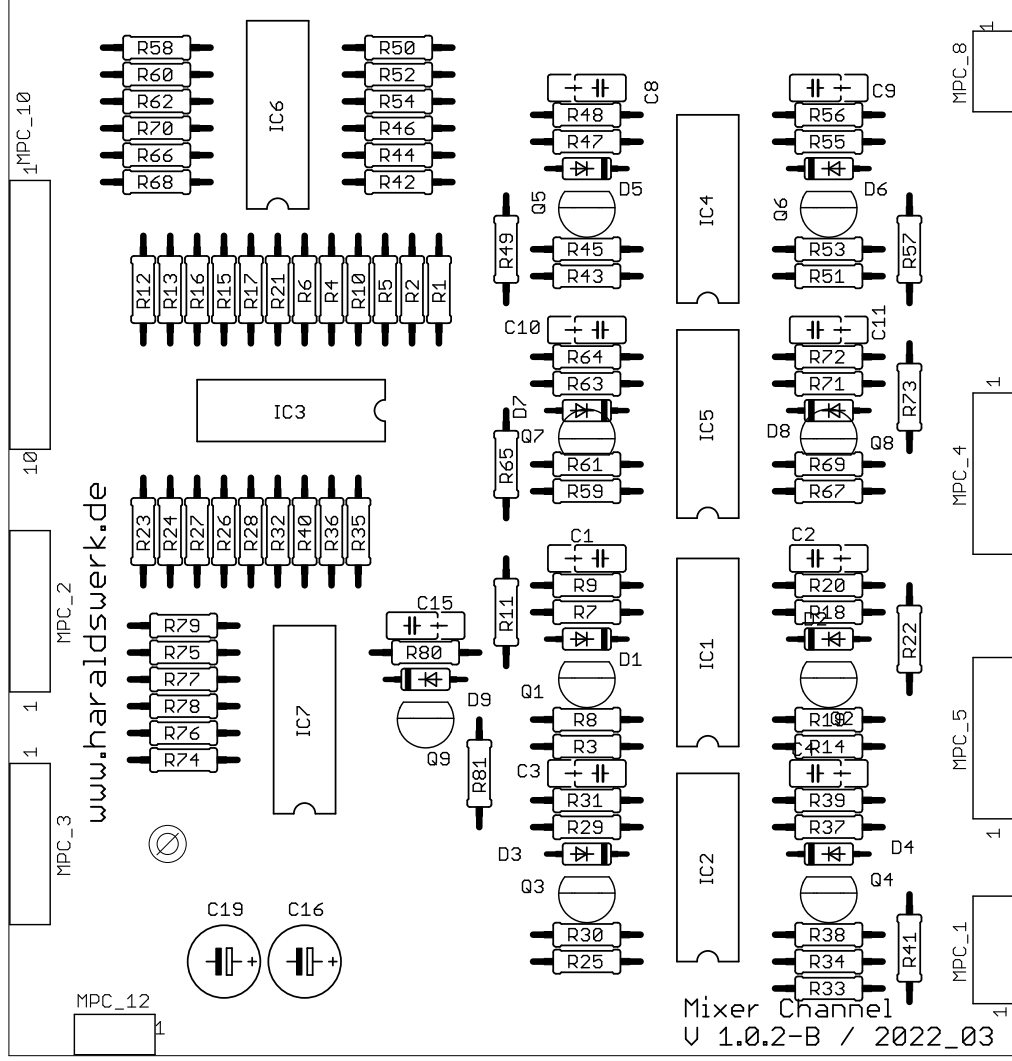 MPC_10
1
10
R58
R60
R62
R70
R66
R68
IC6
R50
R52
R54
R46
R44
R42
C8
R48
R47
D5
Q5
R45
R43
R49
IC4
C9
R56
R55
D6
Q6
R53
R51
R57
MPC_8
1
R12
R13
R16
R15
R17
R21
R6
R4
R10
R5
R2
R1
IC3
C10
R64
R63
D7
Q7
R61
R59
R65
IC5
C11
R72
R71
D8
Q8
R69
R67
R73
MPC_4
1
R23
R24
R27
R26
R28
R32
R40
R36
R35
www.haraldswerk.de
MPC_2
1
R79
R75
R77
R78
R76
R74
IC7
C15
R80
D9
Q9
R81
C1
R9
R7
D1
Q1
R8
R3
R11
IC1
C2
R20
R18
D2
Q2
R14
R22
MPC_5
1
MPC_3
1
C3
R31
R29
D3
Q3
R30
R25
IC2
C4
R39
R37
D4
Q4
R38
R34
R33
R41
MPC_1
1
C19
C16
+
+
MPC_12
1
Mixer Channel
V 1.0.2-B / 2022_03